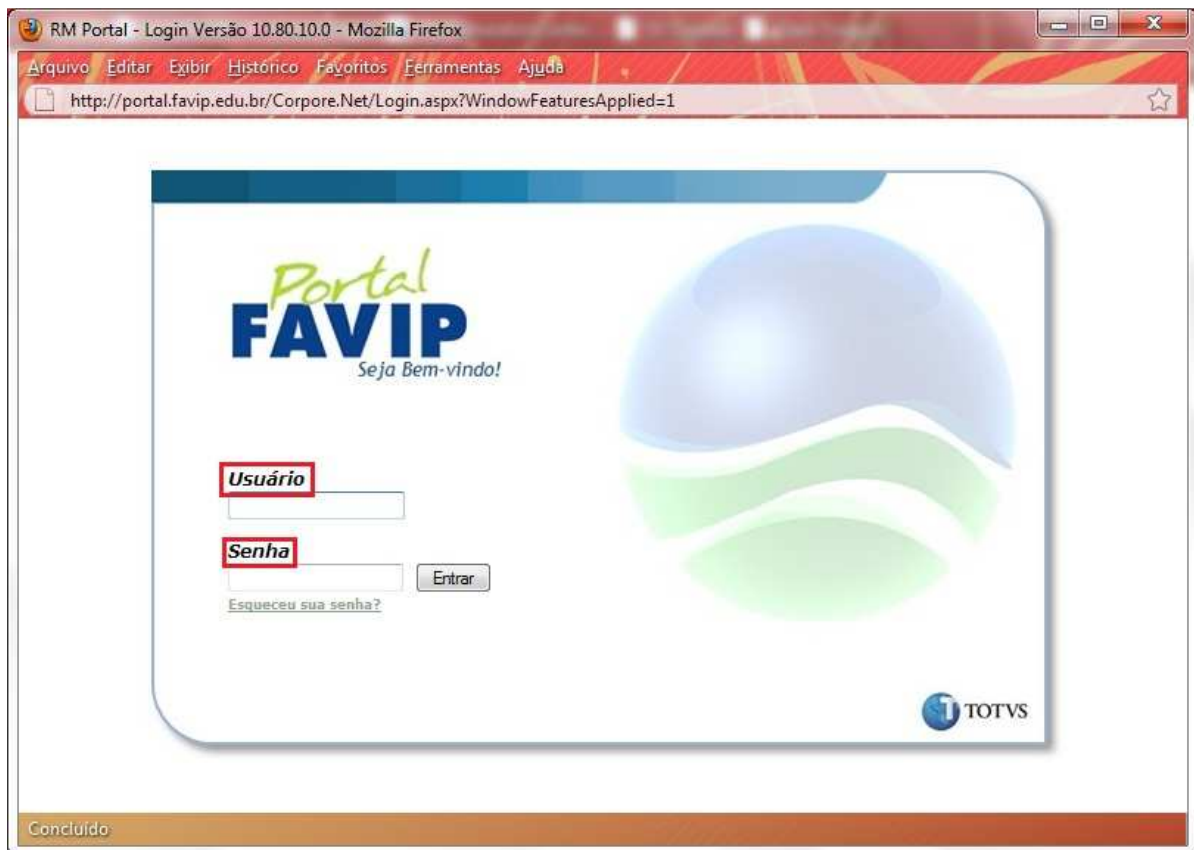 RM Portal - Login Versão 10.80.10.0 - Mozilla Firefox
Arquivo Editar Exibir Histórico Favoritos Ferramentas Ajuda
http://portal.favip.edu.br/Corpore.Net/Login.aspx?WindowFeaturesApplied=1
Portal
FAVIP
Seja Bem-vindo!
Usuário
Senha
Entrar
Esqueceu sua senha?
TOTVS
Concluído